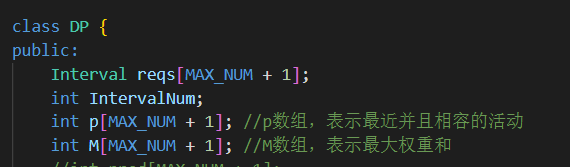 class DP {
public:
    Interval reqs[MAX_NUM + 1];
    int IntervalNum;
    int p[MAX_NUM + 1]; //p数组，表示最近并且相容的活动
    int M[MAX_NUM + 1]; //M数组，表示最大权重和